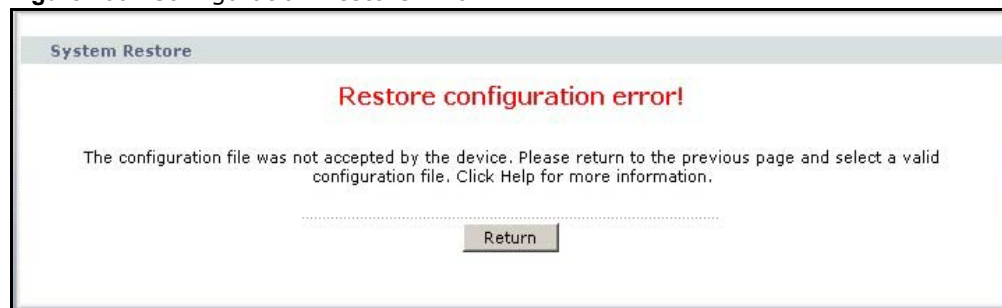 System Restore
Restore configuration error!
The configuration file was not accepted by the device. Please return to the previous page and select a valid
configuration file. Click Help for more information.
Return